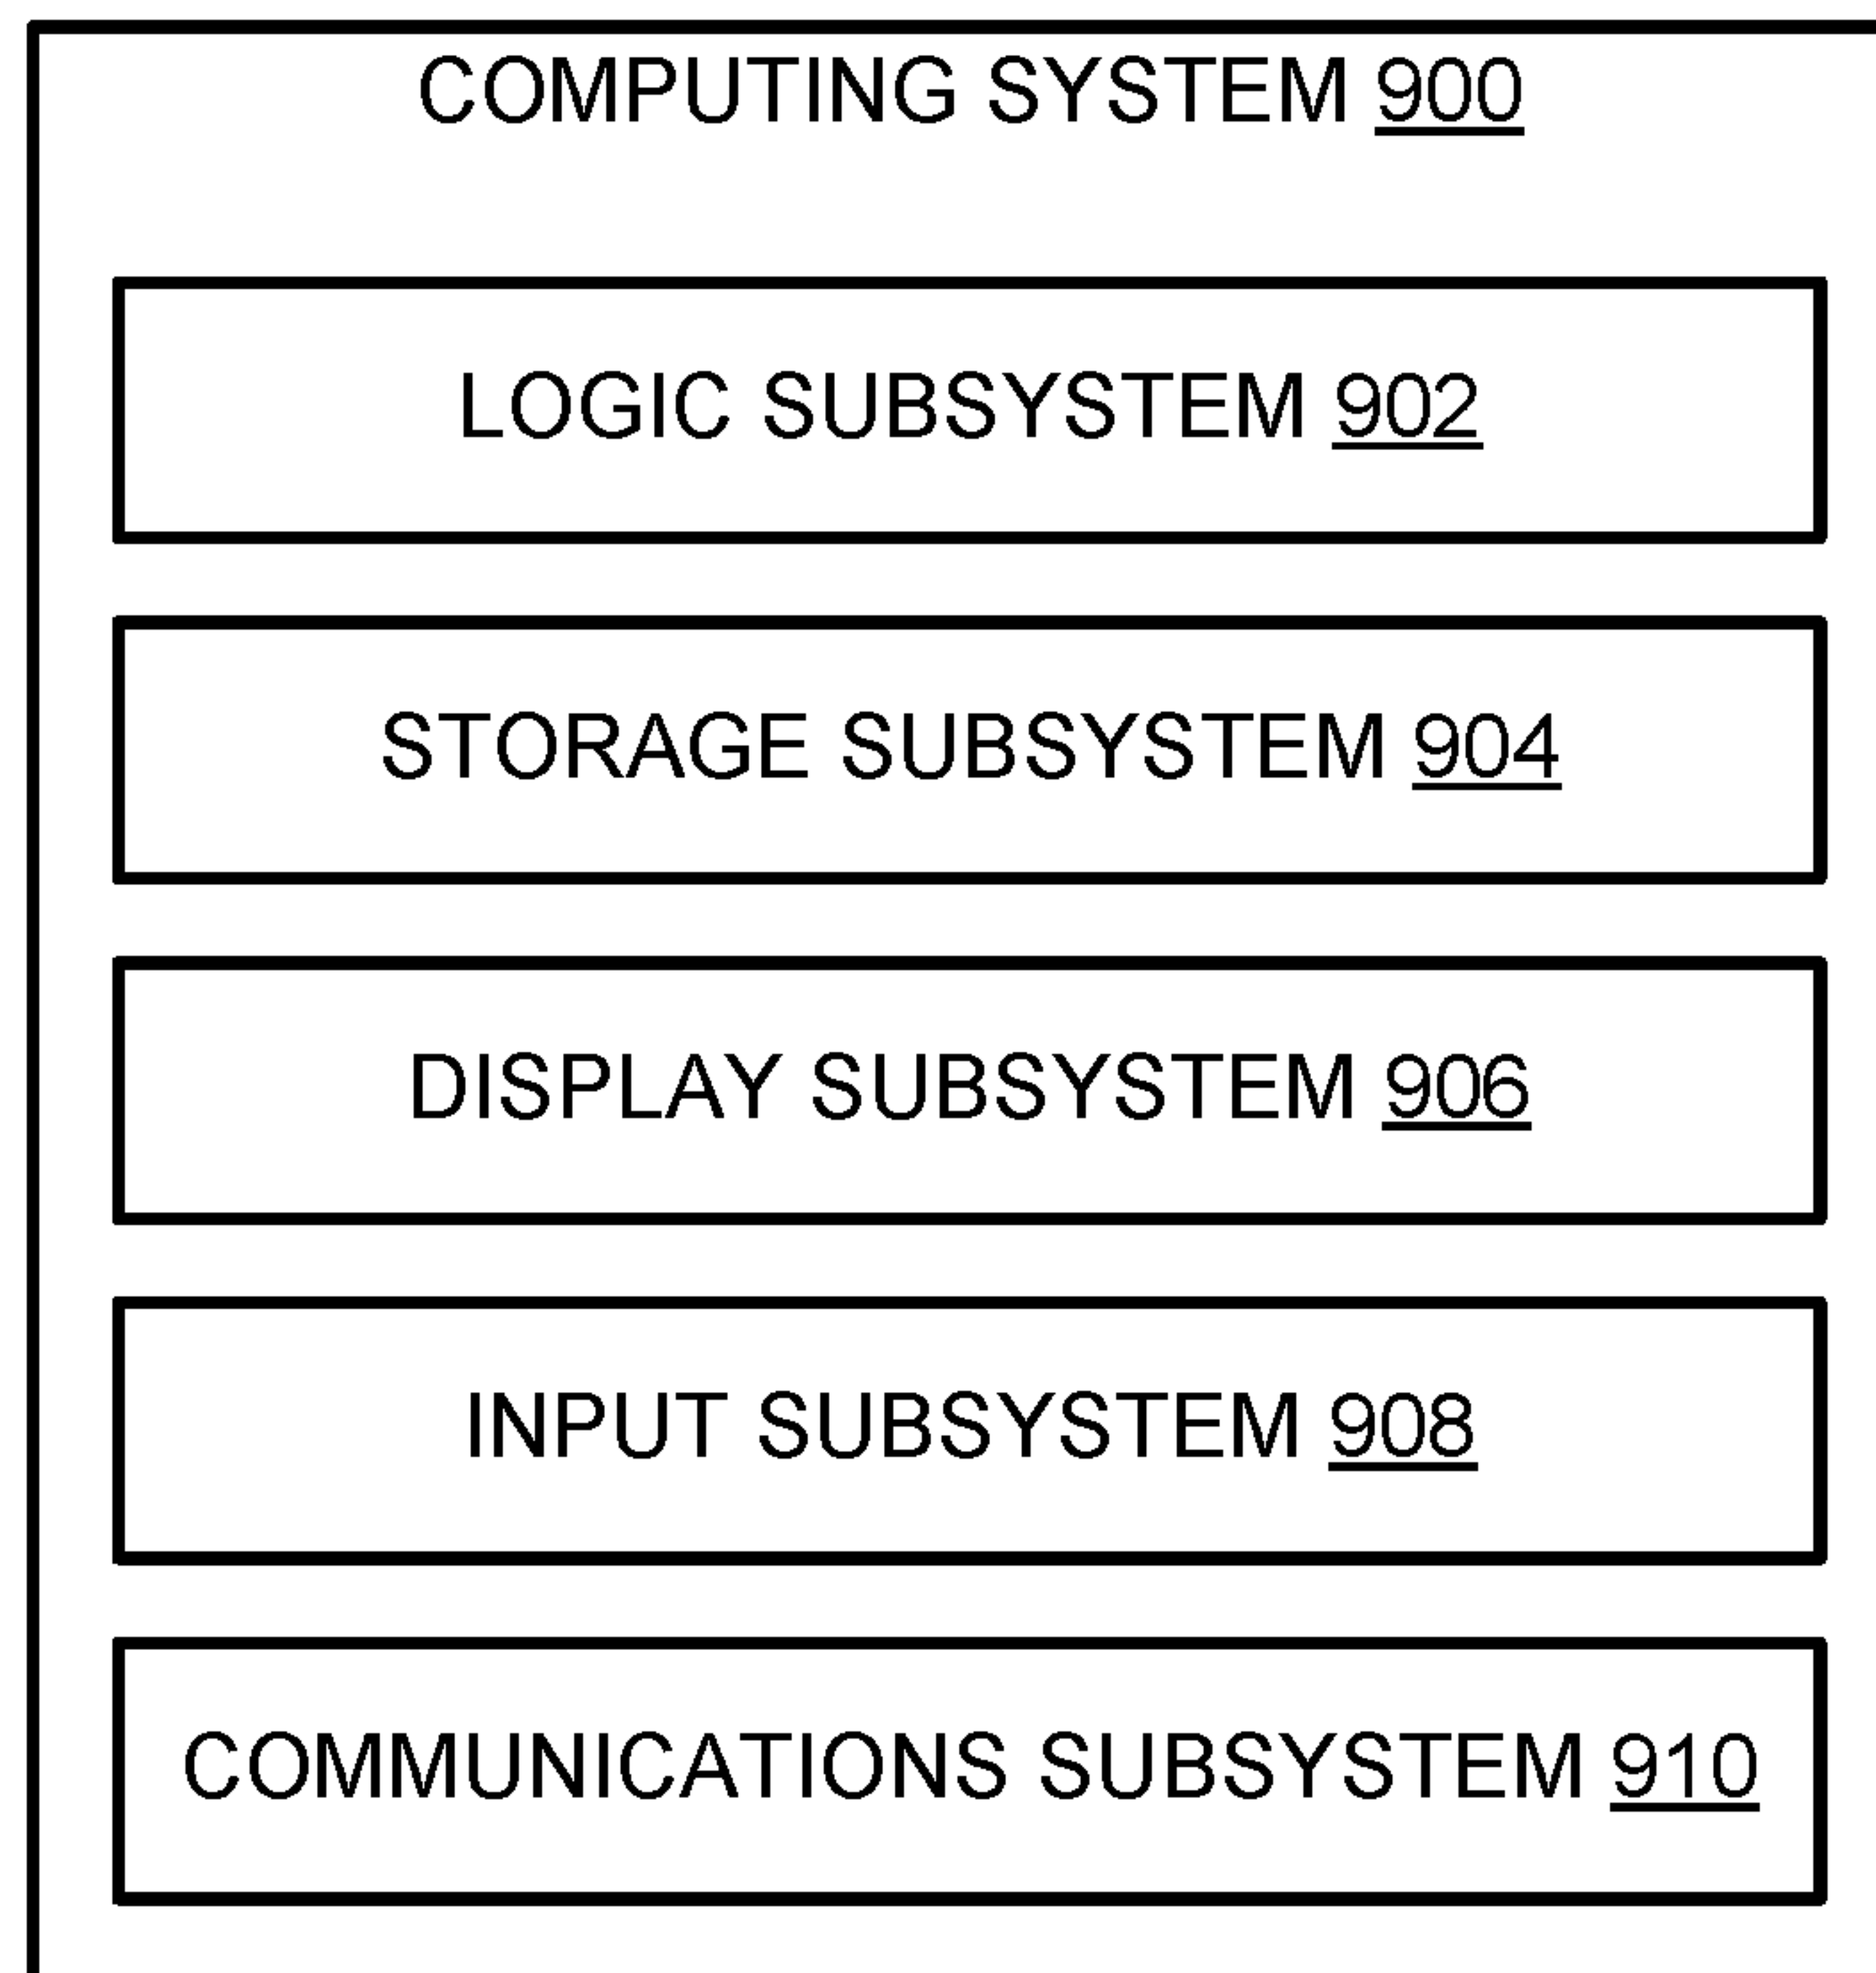 COMPUTING SYSTEM 900
LOGIC SUBSYSTEM 902
STORAGE SUBSYSTEM 904
DISPLAY SUBSYSTEM 906
INPUT SUBSYSTEM 908
COMMUNICATIONS SUBSYSTEM 910